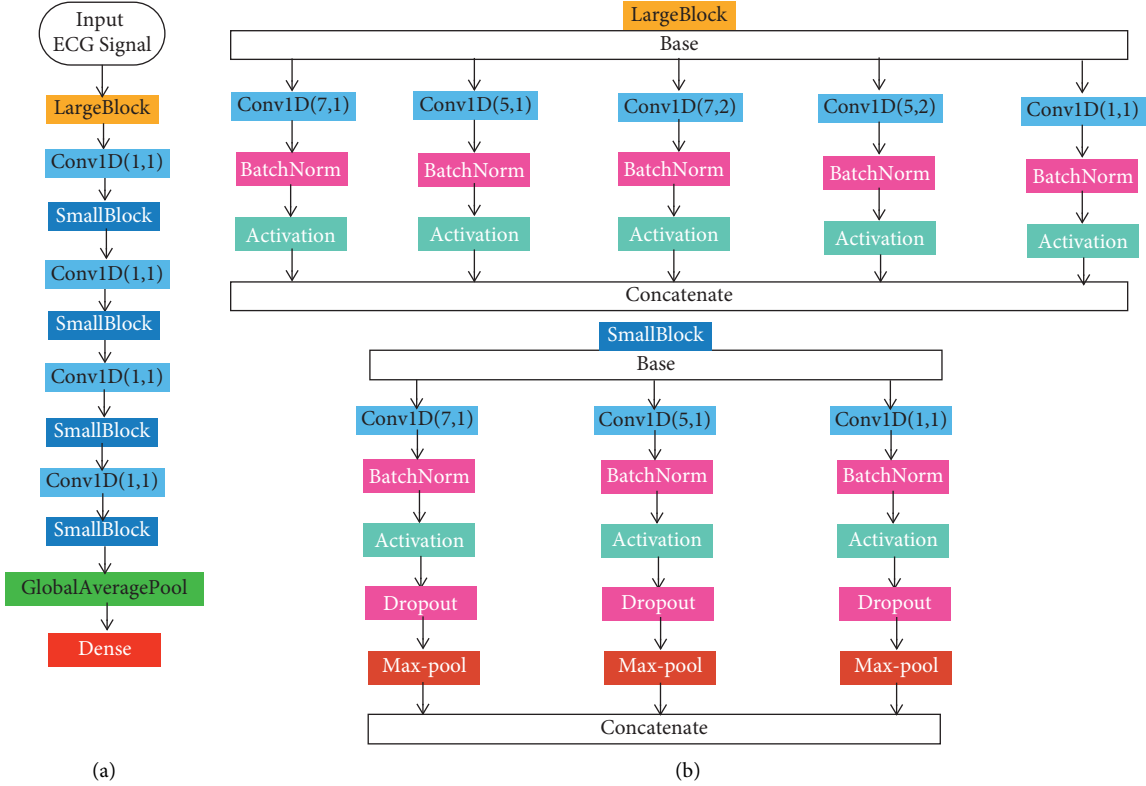 Input
ECG Signal
LargeBlock
Conv1D(1,1)
SmallBlock
Conv1D(1,1)
SmallBlock
Conv1D(1,1)
SmallBlock
Conv1D(1,1)
SmallBlock
GlobalAveragePool
Dense
(a)
LargeBlock
Base
Conv1D(7,1) Conv1D(5,1) Conv1D(7,2) Conv1D(5,2) Conv1D(1,1)
BatchNorm BatchNorm BatchNorm BatchNorm BatchNorm
Activation Activation Activation Activation Activation
Concatenate
SmallBlock
Base
Conv1D(7,1) Conv1D(5,1) Conv1D(1,1)
BatchNorm BatchNorm BatchNorm
Activation Activation Activation
Dropout Dropout Dropout
Max-pool Max-pool Max-pool
Concatenate
(b)